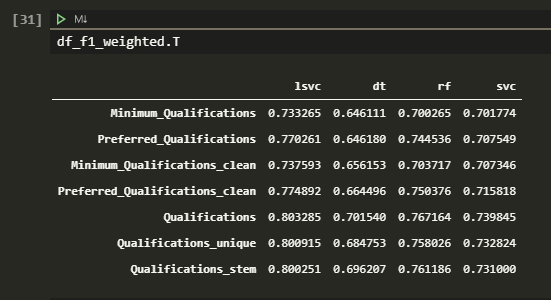 [31] M↓
df_f1_weighted.T
lsvc dt rf svc
Minimum_Qualifications 0.733265 0.646111 0.700265 0.701774
Preferred_Qualifications 0.770261 0.646180 0.744536 0.707549
Minimum_Qualifications_clean 0.737593 0.656153 0.703717 0.707346
Preferred_Qualifications_clean 0.774892 0.664496 0.750376 0.715818
Qualifications 0.803285 0.701540 0.767164 0.739845
Qualifications_unique 0.800915 0.684753 0.758026 0.732824
Qualifications_stem 0.800251 0.696207 0.761186 0.731000